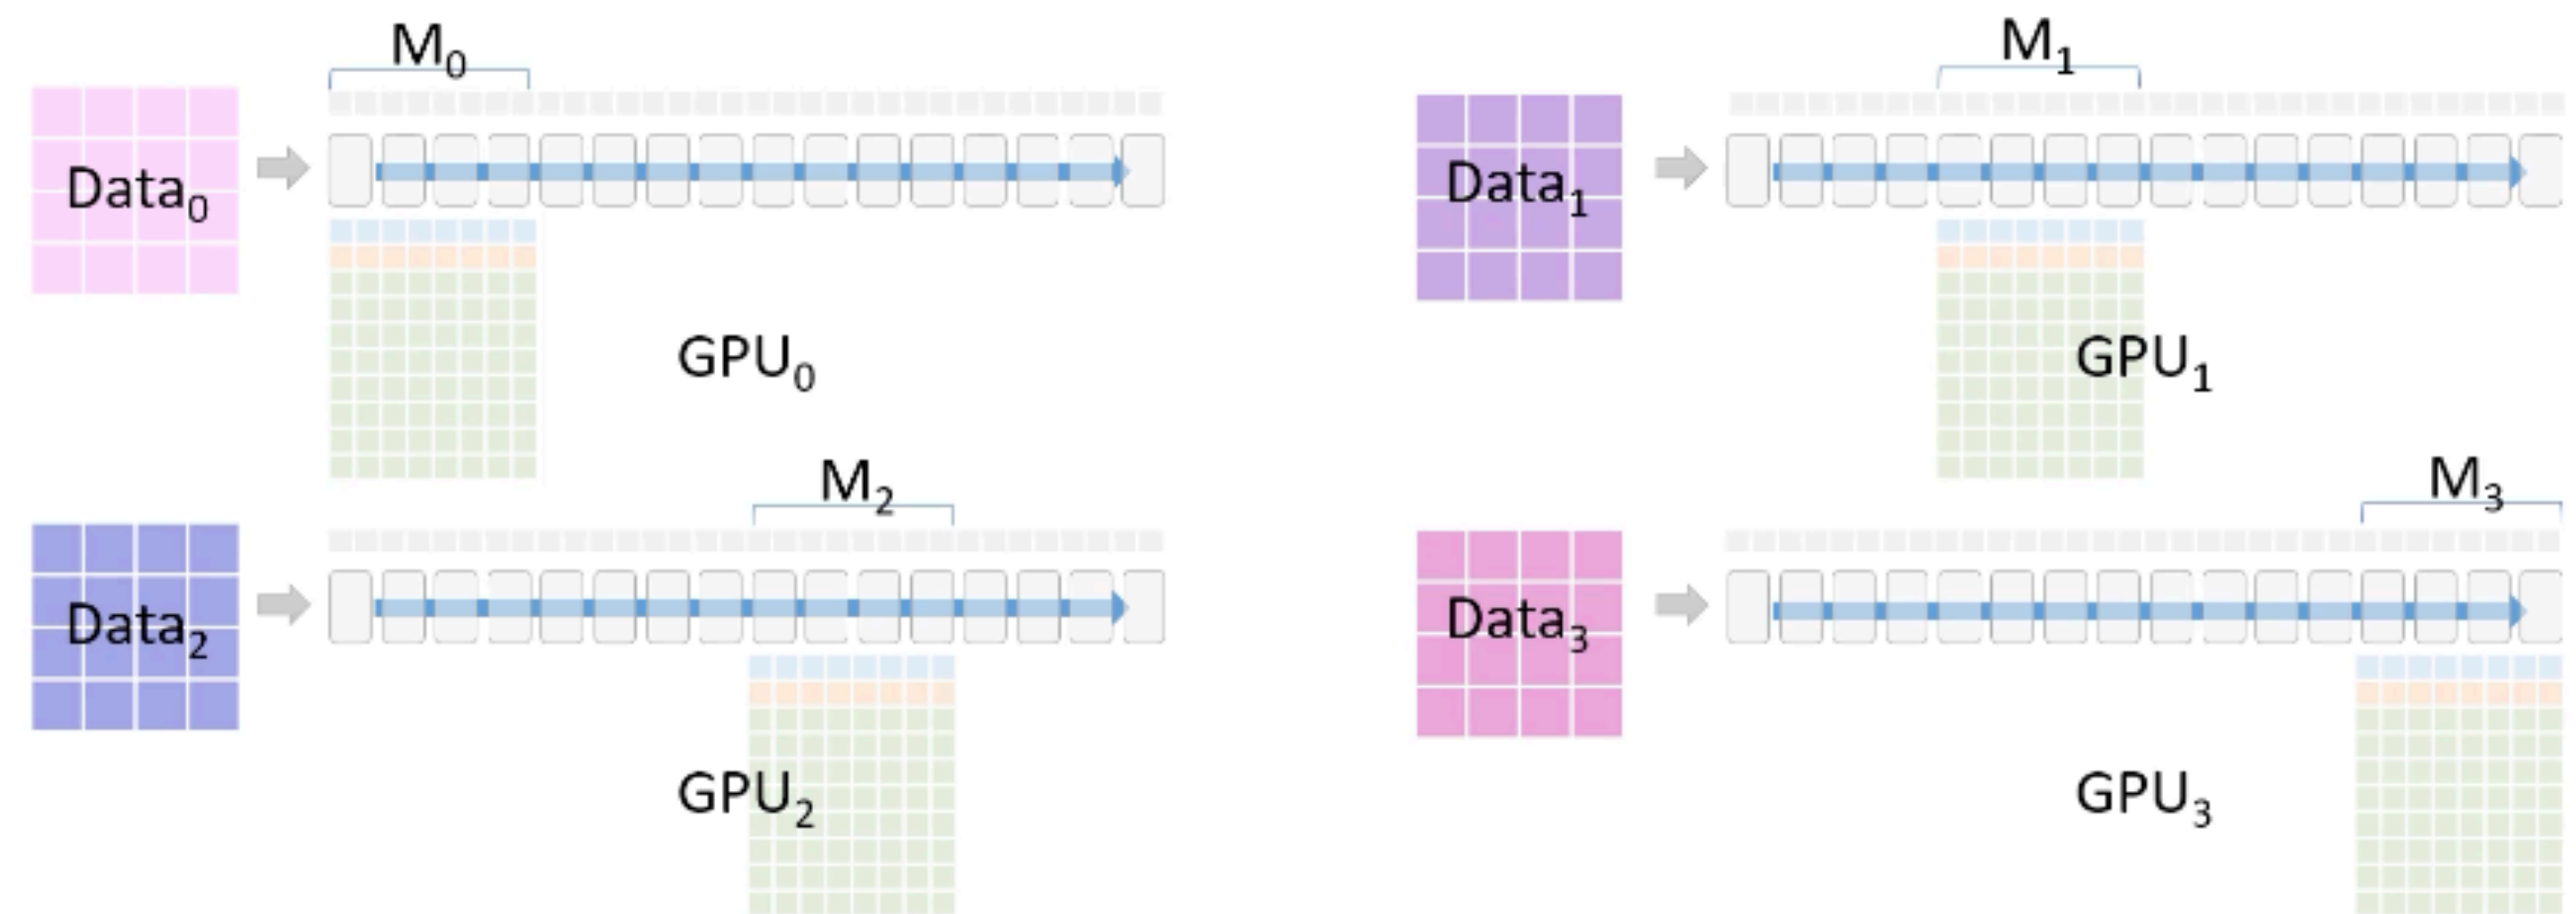 M₀
Data₀
GPU₀
M₁
Data₁
GPU₁
M₂
Data₂
GPU₂
M₃
Data₃
GPU₃